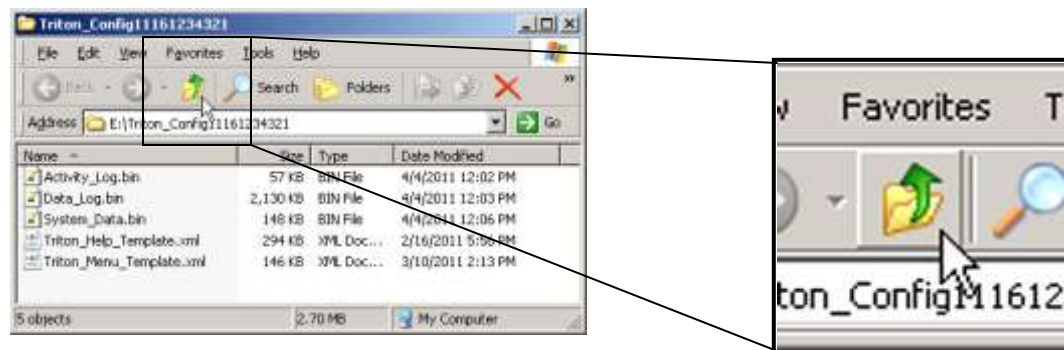 Triton_Config11161234321
File Edit View Favorites Tools Help
Back Search Folders »
Address E:\Triton_Config11161234321 Go
Name Size Type Date Modified
Activity_Log.bin 57 KB BIN File 4/4/2011 12:02 PM
Data_Log.bin 2,130 KB BIN File 4/4/2011 12:03 PM
System_Data.bin 148 KB BIN File 4/4/2011 12:06 PM
Triton_Help_Template.xml 294 KB XML Doc... 2/16/2011 5:56 PM
Triton_Menu_Template.xml 146 KB XML Doc... 3/10/2011 2:13 PM
5 objects 2.70 MB My Computer
w Favorites T
ton_Config111612